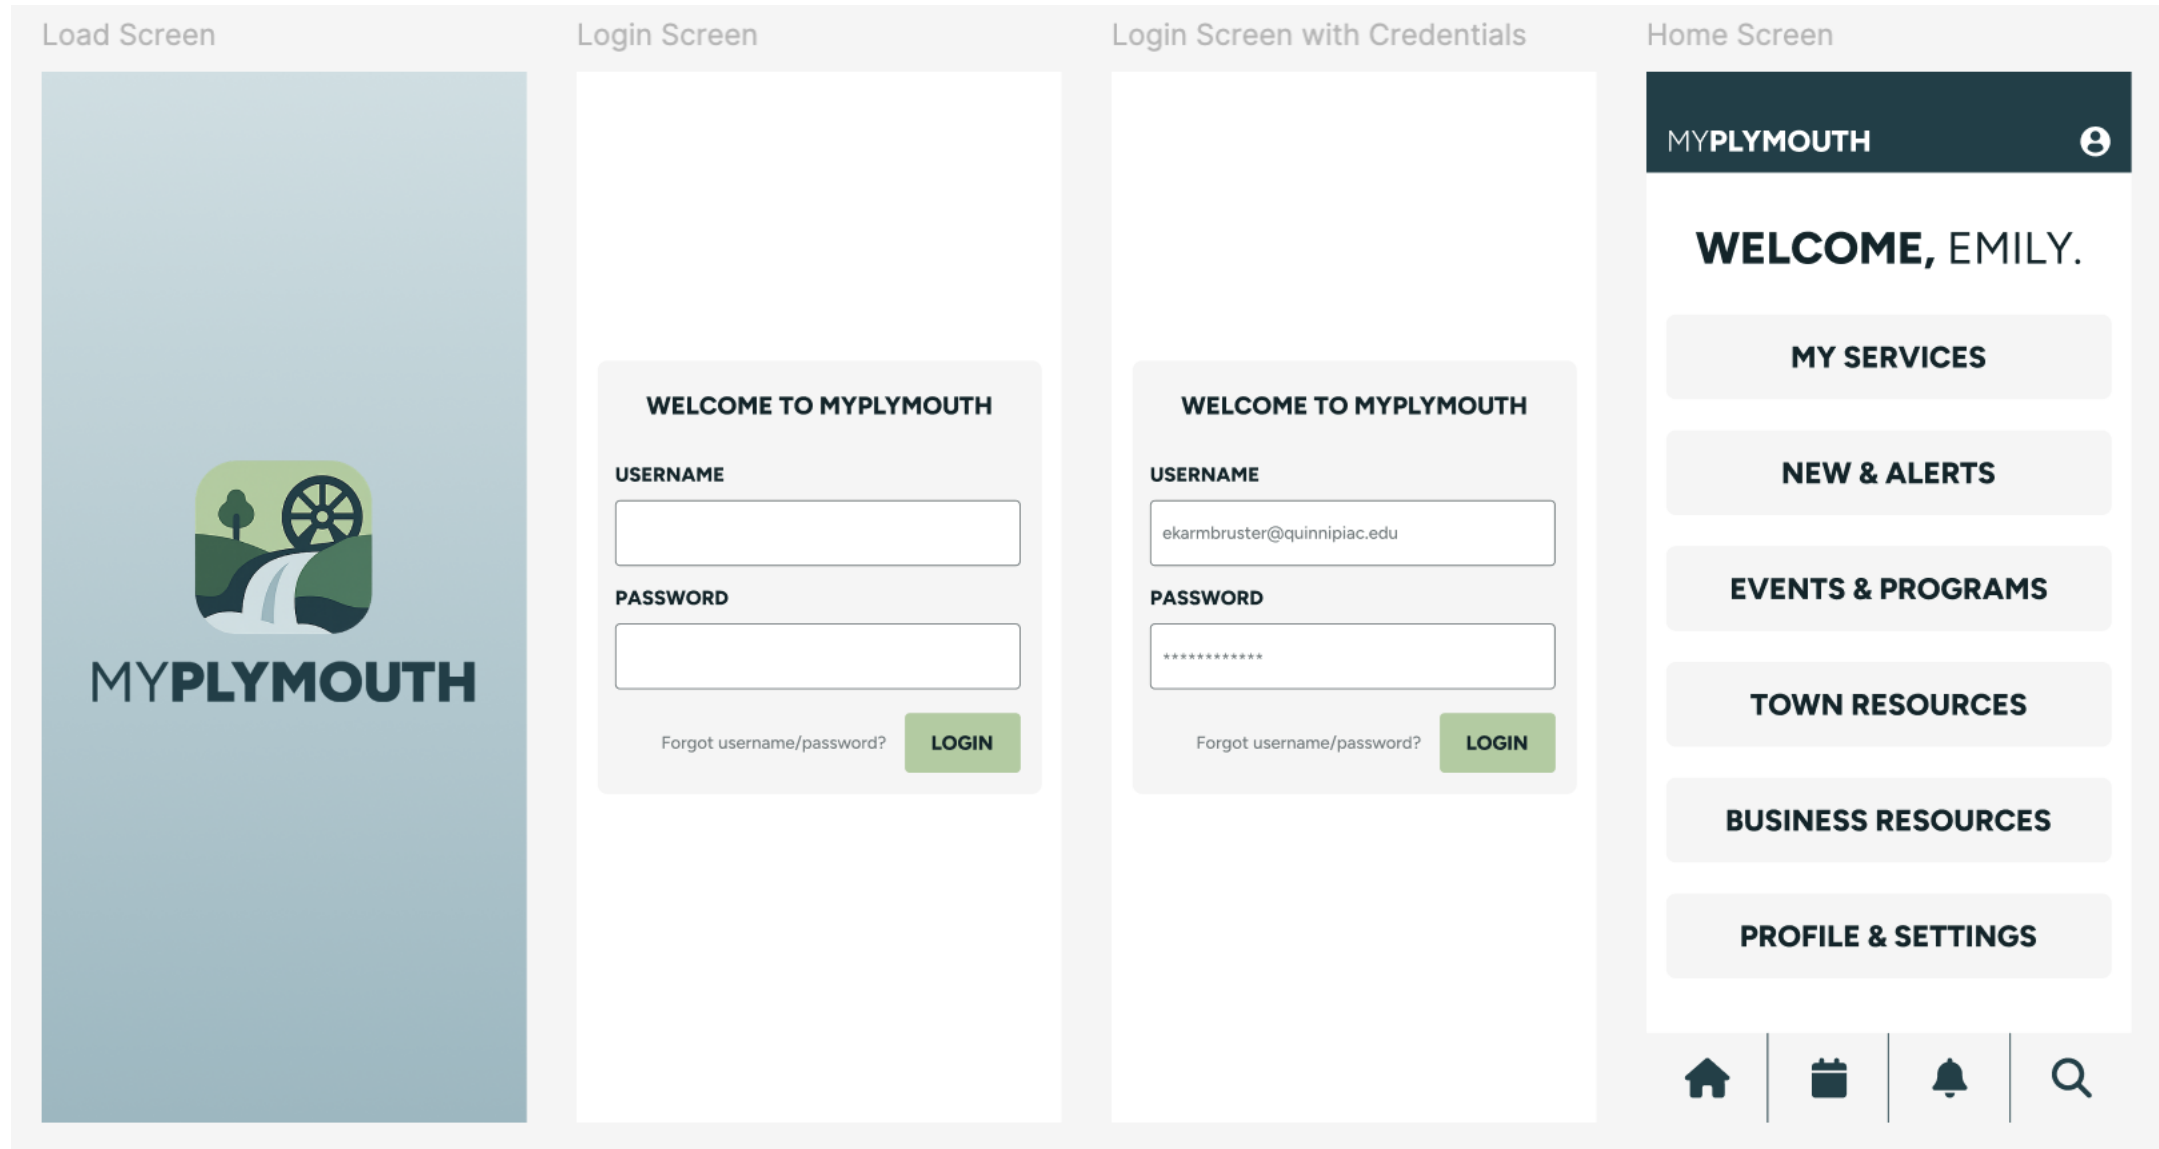 Load Screen
MYPLYMOUTH
Login Screen
WELCOME TO MYPLYMOUTH
USERNAME
PASSWORD
Forgot username/password?
LOGIN
Login Screen with Credentials
WELCOME TO MYPLYMOUTH
USERNAME
ekarmbruster@quinnipiac.edu
PASSWORD
************
Forgot username/password?
LOGIN
Home Screen
MYPLYMOUTH
WELCOME, EMILY.
MY SERVICES
NEW & ALERTS
EVENTS & PROGRAMS
TOWN RESOURCES
BUSINESS RESOURCES
PROFILE & SETTINGS